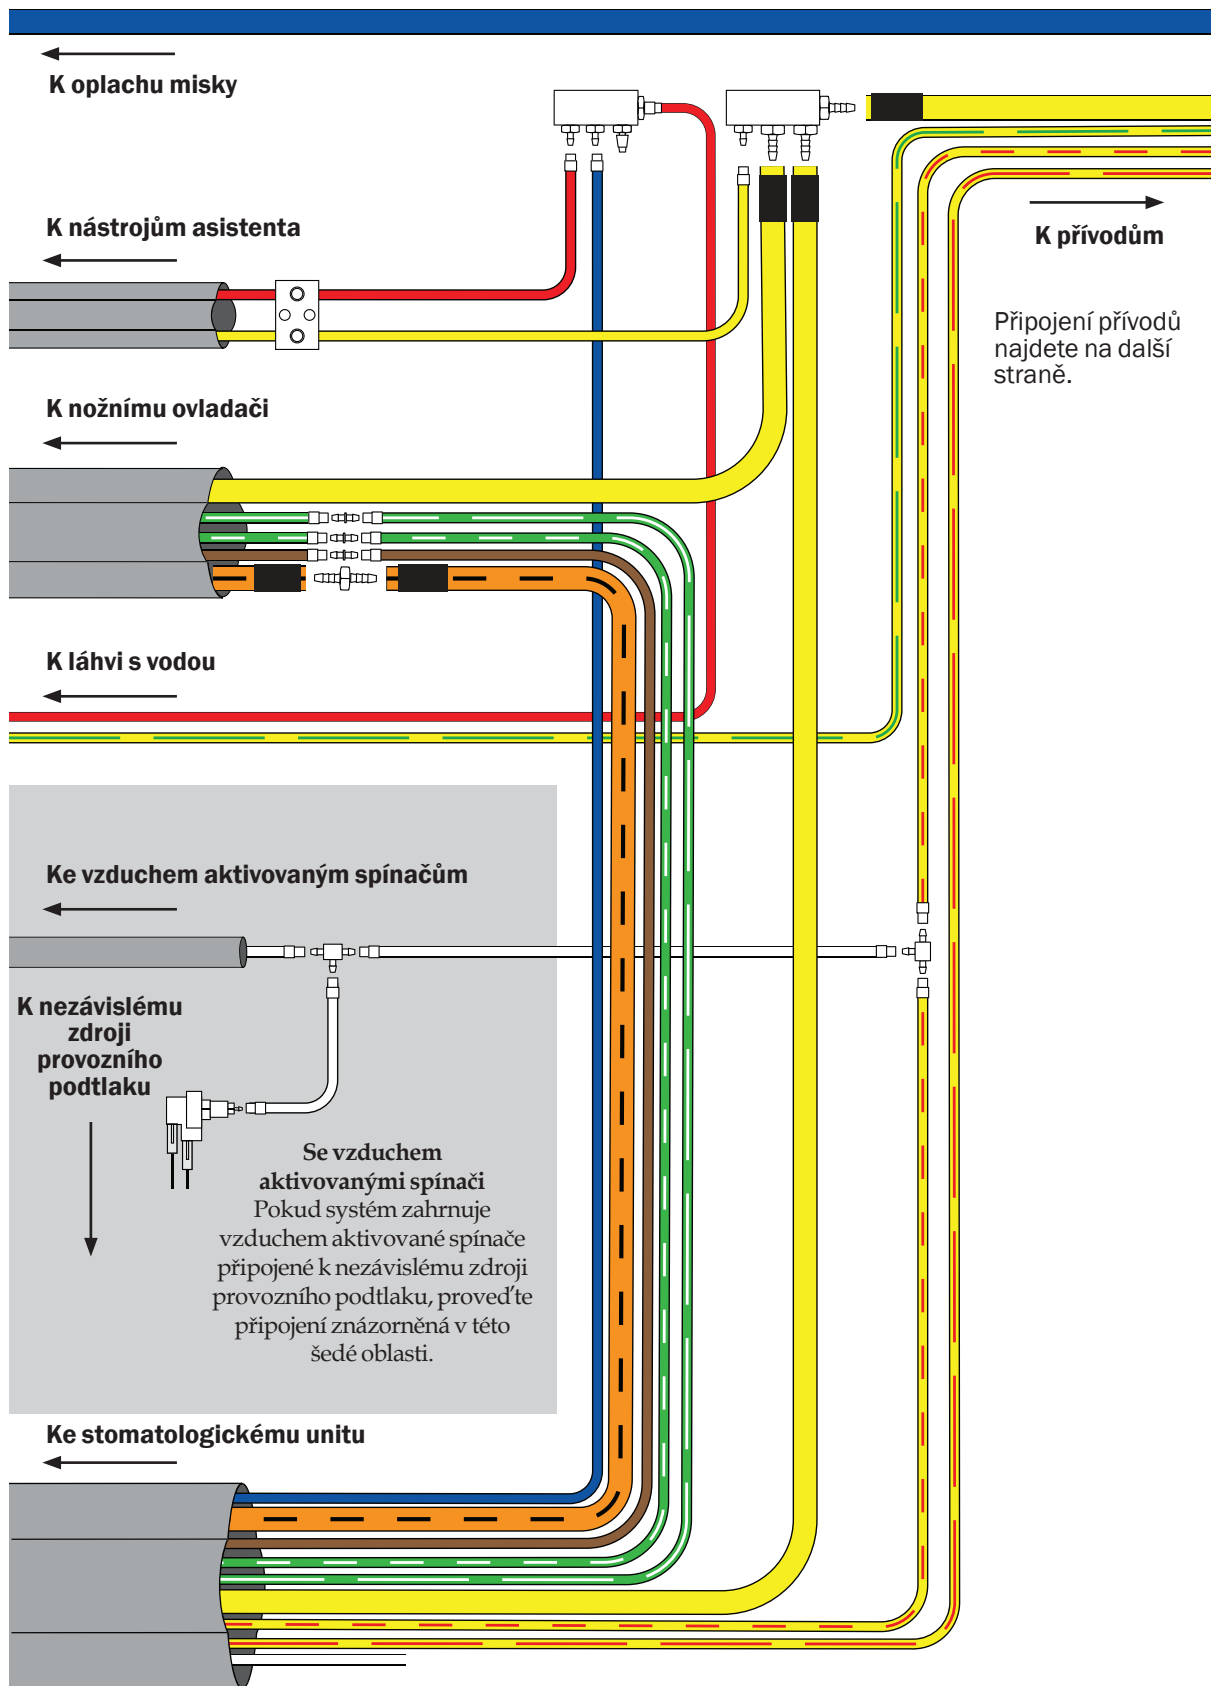 K oplachu misky
K nástrojům asistenta
K přívodům
Připojení přívodů
najdete na další
straně.
K nožnímu ovladači
K láhvi s vodou
Ke vzduchem aktivovaným spínačům
K nezávislému
zdroji
provozního
podtlaku
Se vzduchem
aktivovanými spínači
Pokud systém zahrnuje
vzduchem aktivované spínače
připojené k nezávislému zdroji
provozního podtlaku, proveďte
připojení znázorněná v této
šedé oblasti.
Ke stomatologickému unitu